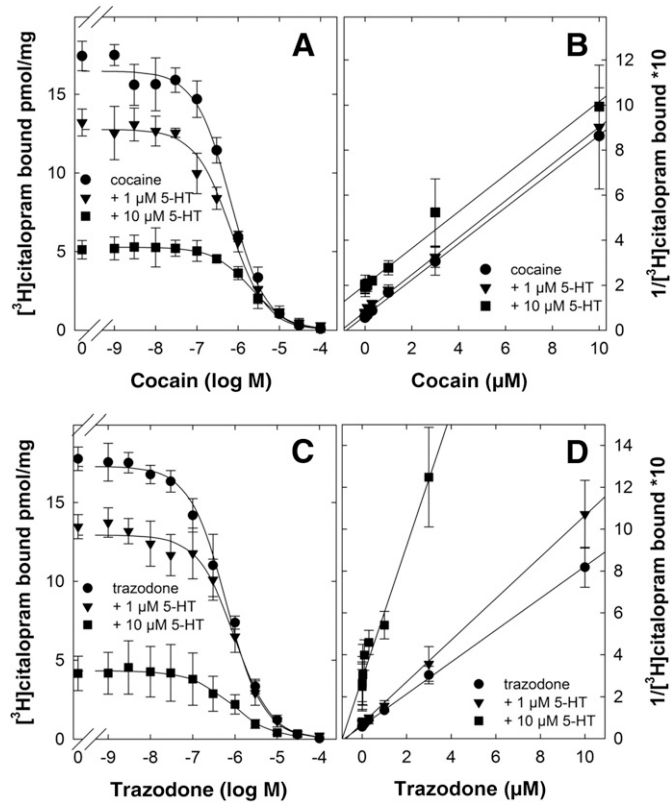 A
[³H]citalopram bound pmol/mg
15
10
5
0
cocaine
+ 1 µM 5-HT
+ 10 µM 5-HT
0 -9 -8 -7 -6 -5 -4
Cocain (log M)
B
cocaine
+ 1 µM 5-HT
+ 10 µM 5-HT
0 2 4 6 8 10
Cocain (µM)
12
10
8
6
4
2
0
1/[³H]citalopram bound *10
C
[³H]citalopram bound pmol/mg
15
10
5
0
trazodone
+ 1 µM 5-HT
+ 10 µM 5-HT
0 -9 -8 -7 -6 -5 -4
Trazodone (log M)
D
trazodone
+ 1 µM 5-HT
+ 10 µM 5-HT
0 2 4 6 8 10
Trazodone (µM)
14
12
10
8
6
4
2
0
1/[³H]citalopram bound *10